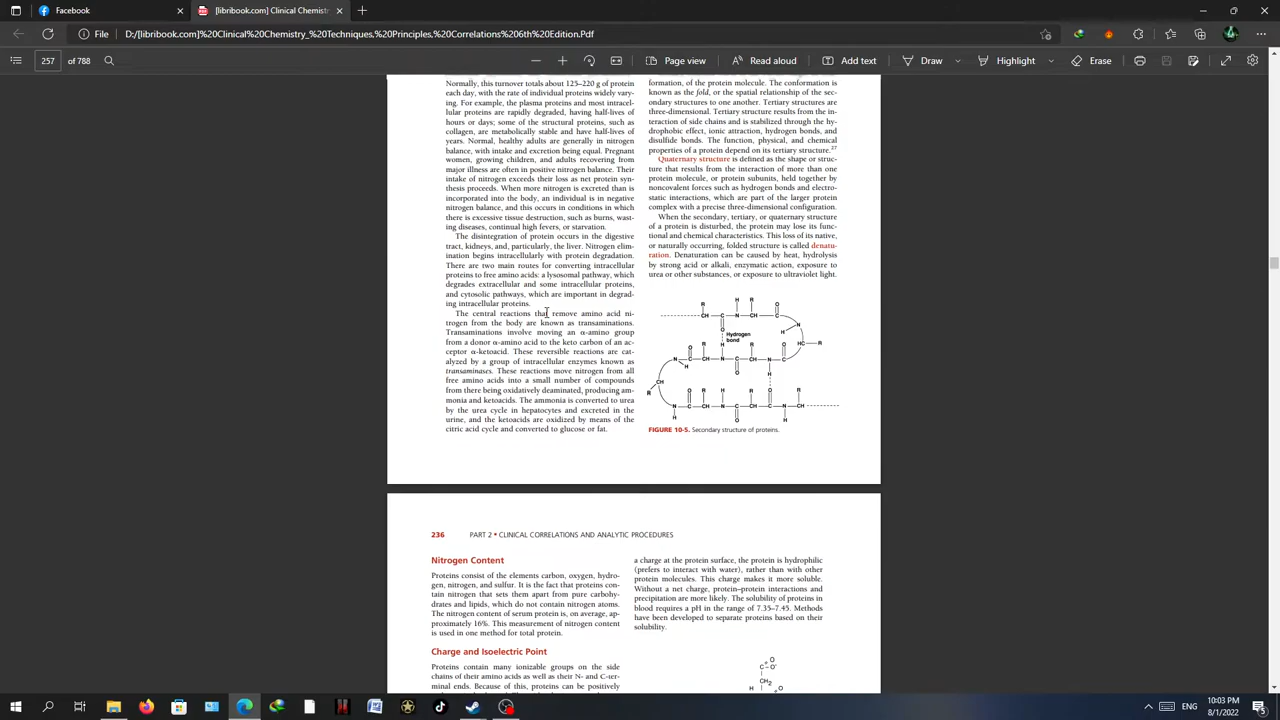 Facebook
[libribook.com] Clinical Chemistr
File
D:/[libribook.com]%20Clinical%20Chemistry_%20Techniques%20Principles,%20Correlations%206th%20Edition.Pdf
Page view
Read aloud
Add text
Draw
Highlight
Erase
Normally, this turnover totals about 125–220 g of protein
each day, with the rate of individual proteins widely vary-
ing. For example, the plasma proteins and most intracel-
lular proteins are rapidly degraded, having half-lives of
hours or days; some of the structural proteins, such as
collagen, are metabolically stable and have half-lives of
years. Normal, healthy adults are generally in nitrogen
balance, with intake and excretion being equal. Pregnant
women, growing children, and adults recovering from
major illness are often in positive nitrogen balance. Their
intake of nitrogen exceeds their loss as net protein syn-
thesis proceeds. When more nitrogen is excreted than is
incorporated into the body, an individual is in negative
nitrogen balance, and this occurs in conditions in which
there is excessive tissue destruction, such as burns, wast-
ing diseases, continual high fevers, or starvation.
The disintegration of protein occurs in the digestive
tract, kidneys, and, particularly, the liver. Nitrogen elim-
ination begins intracellularly with protein degradation.
There are two main routes for converting intracellular
proteins to free amino acids: a lysosomal pathway, which
degrades extracellular and some intracellular proteins,
and cytosolic pathways, which are important in degrad-
ing intracellular proteins.
The central reactions that remove amino acid ni-
trogen from the body are known as transaminations.
Transaminations involve moving an α-amino group
from a donor α-amino acid to the keto carbon of an ac-
ceptor α-ketoacid. These reversible reactions are cat-
alyzed by a group of intracellular enzymes known as
transaminases. These reactions move nitrogen from all
free amino acids into a small number of compounds
from there being oxidatively deaminated, producing am-
monia and ketoacids. The ammonia is converted to urea
by the urea cycle in hepatocytes and excreted in the
urine, and the ketoacids are oxidized by means of the
citric acid cycle and converted to glucose or fat.
formation, of the protein molecule. The conformation is
known as the fold, or the spatial relationship of the sec-
ondary structures to one another. Tertiary structures are
three-dimensional. Tertiary structure results from the in-
teraction of side chains and is stabilized through the hy-
drophobic effect, ionic attraction, hydrogen bonds, and
disulfide bonds. The function, physical, and chemical
properties of a protein depend on its tertiary structure.27
Quaternary structure is defined as the shape or struc-
ture that results from the interaction of more than one
protein molecule, or protein subunits, held together by
noncovalent forces such as hydrogen bonds and electro-
static interactions, which are part of the larger protein
complex with a precise three-dimensional configuration.
When the secondary, tertiary, or quaternary structure
of a protein is disturbed, the protein may lose its func-
tional and chemical characteristics. This loss of its native,
or naturally occurring, folded structure is called denatu-
ration. Denaturation can be caused by heat, hydrolysis
by strong acid or alkali, enzymatic action, exposure to
urea or other substances, or exposure to ultraviolet light.
H R
R O
CH C N CH C
O N
H
Hydrogen
bond
O R H R O HC R
N C CH N C CH N C
H O H
CH
R O R H R O R
N C CH N C CH C N CH
H O H
FIGURE 10-5. Secondary structure of proteins.
236 PART 2 • CLINICAL CORRELATIONS AND ANALYTIC PROCEDURES
Nitrogen Content
Proteins consist of the elements carbon, oxygen, hydro-
gen, nitrogen, and sulfur. It is the fact that proteins con-
tain nitrogen that sets them apart from pure carbohy-
drates and lipids, which do not contain nitrogen atoms.
The nitrogen content of serum protein is, on average, ap-
proximately 16%. This measurement of nitrogen content
is used in one method for total protein.
Charge and Isoelectric Point
Proteins contain many ionizable groups on the side
chains of their amino acids as well as their N- and C-ter-
minal ends. Because of this, proteins can be positively
a charge at the protein surface, the protein is hydrophilic
(prefers to interact with water), rather than with other
protein molecules. This charge makes it more soluble.
Without a net charge, protein–protein interactions and
precipitation are more likely. The solubility of proteins in
blood requires a pH in the range of 7.35–7.45. Methods
have been developed to separate proteins based on their
solubility.
O
C O-
CH2
H O
ENG
10:03 PM
8/1/2022